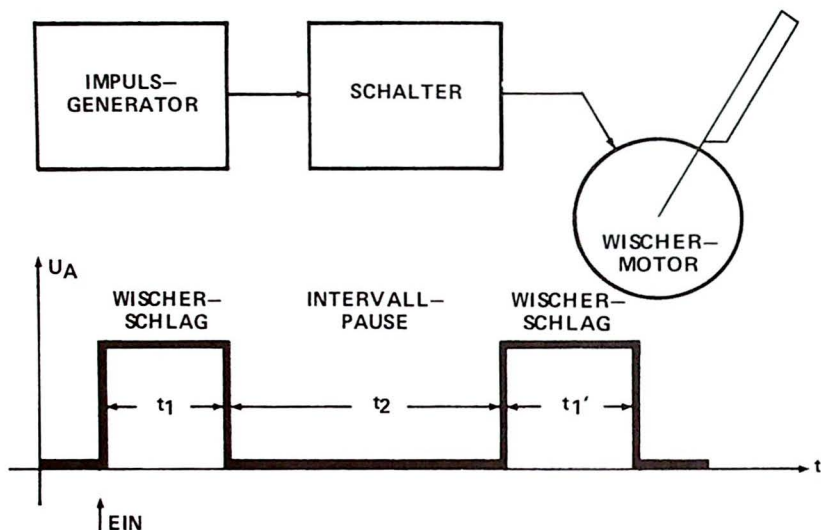 IMPULS–
GENERATOR
SCHALTER
WISCHER–
MOTOR
UA
WISCHER–
SCHLAG
INTERVALL–
PAUSE
WISCHER–
SCHLAG
t1
t2
t1'
t
EIN